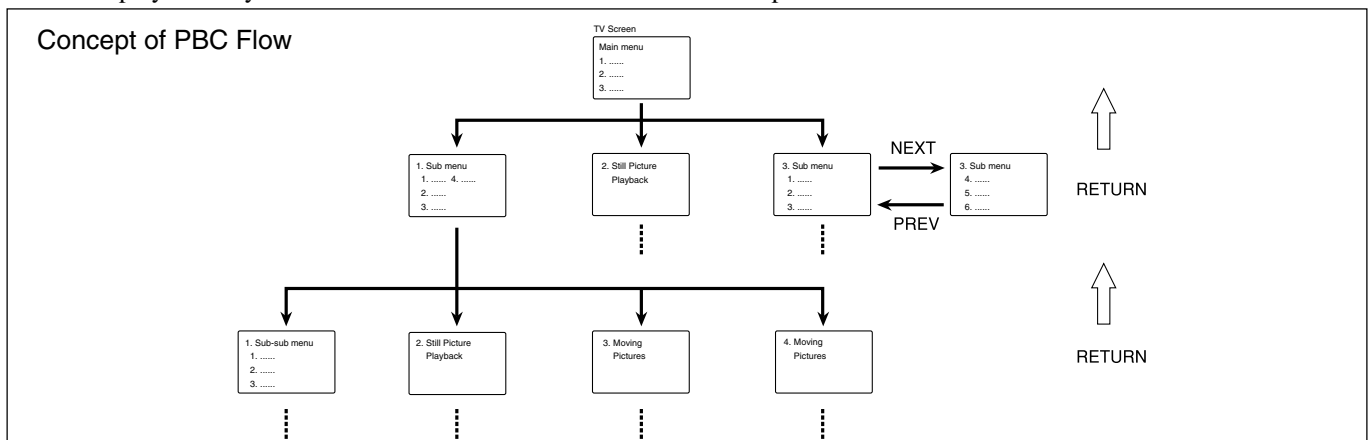 Concept of PBC Flow
TV Screen
Main menu
1. ......
2. ......
3. ......
1. Sub menu
1. ...... 4. ......
2. ......
3. ......
2. Still Picture
Playback
3. Sub menu
1. ......
2. ......
3. ......
NEXT
PREV
3. Sub menu
4. ......
5. ......
6. ......
RETURN
1. Sub-sub menu
1. ......
2. ......
3. ......
2. Still Picture
Playback
3. Moving
Pictures
4. Moving
Pictures
RETURN